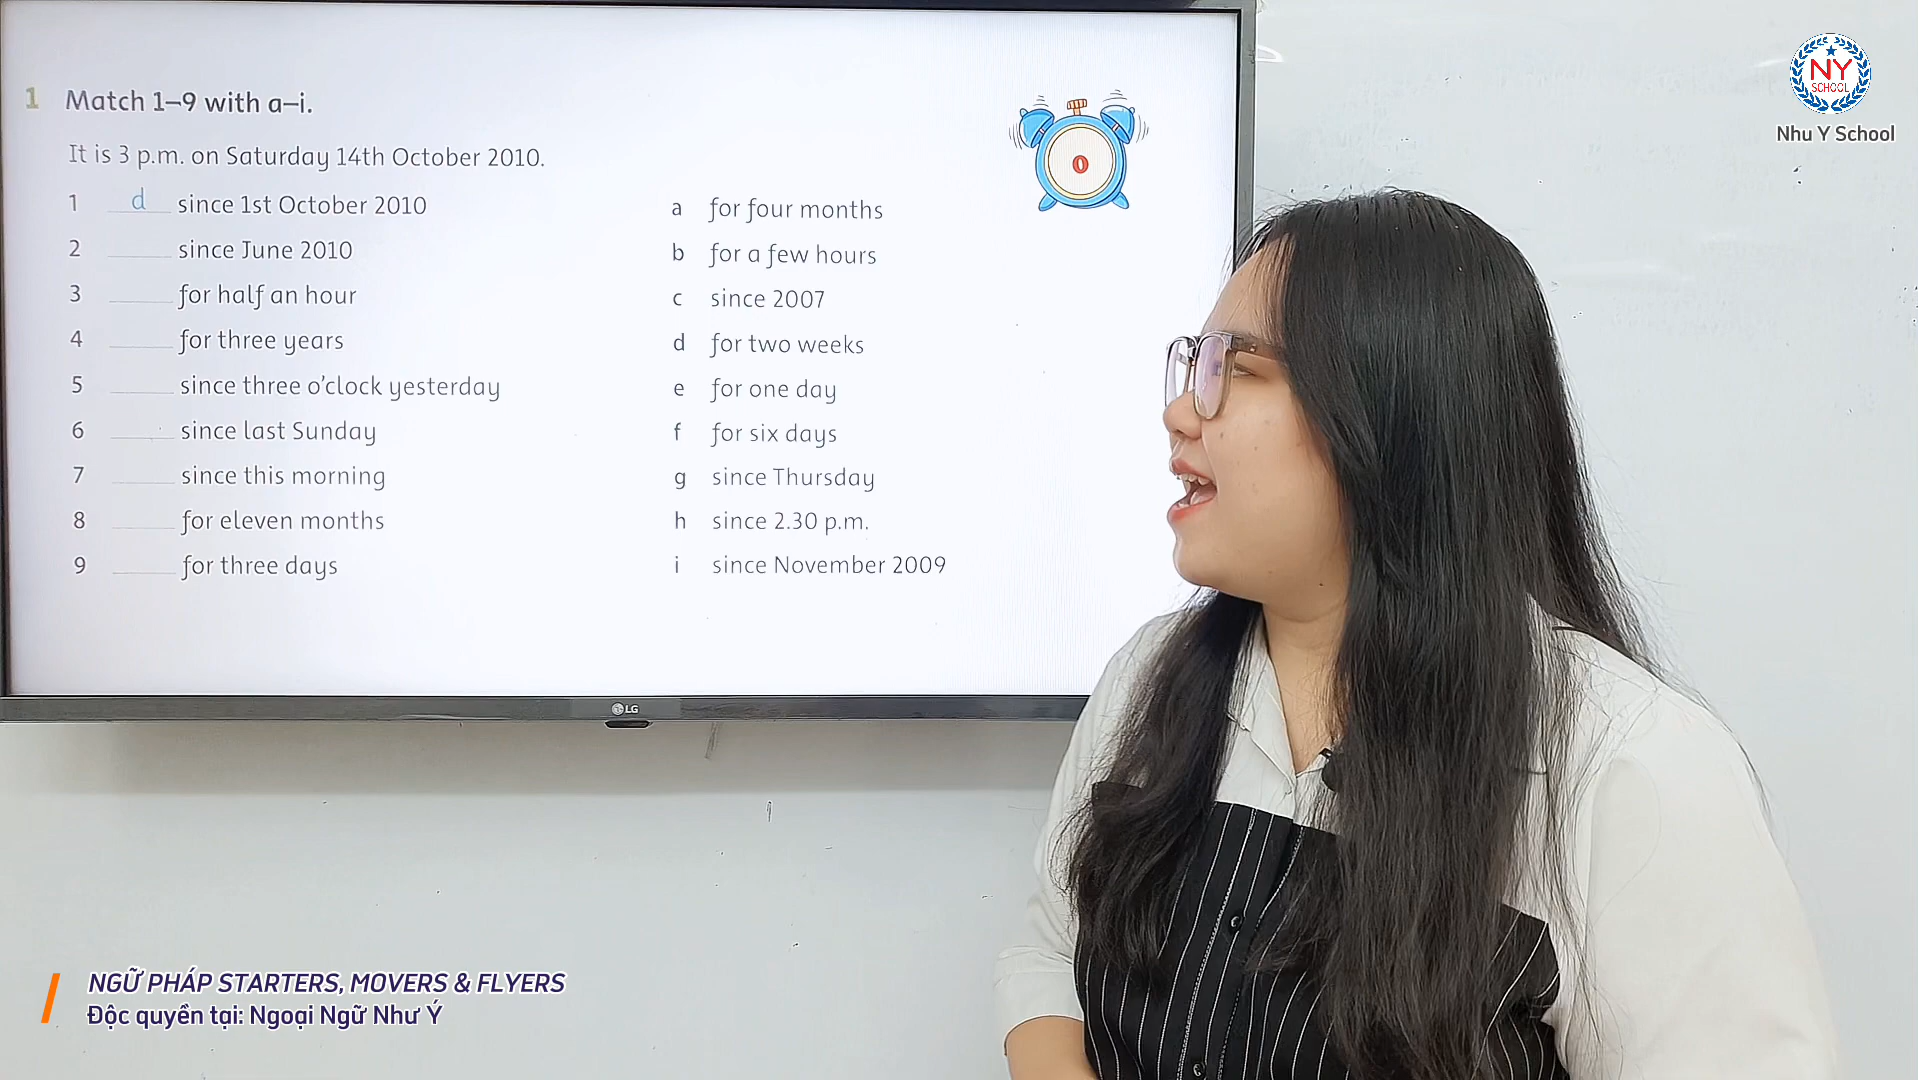 1 Match 1–9 with a–i.
It is 3 p.m. on Saturday 14th October 2010.
1 d since 1st October 2010
2 since June 2010
3 for half an hour
4 for three years
5 since three o'clock yesterday
6 since last Sunday
7 since this morning
8 for eleven months
9 for three days
a for four months
b for a few hours
c since 2007
d for two weeks
e for one day
f for six days
g since Thursday
h since 2.30 p.m.
i since November 2009
0
LG
NY
SCHOOL
Nhu Y School
NGỮ PHÁP STARTERS, MOVERS & FLYERS
Độc quyền tại: Ngoại Ngữ Như Ý